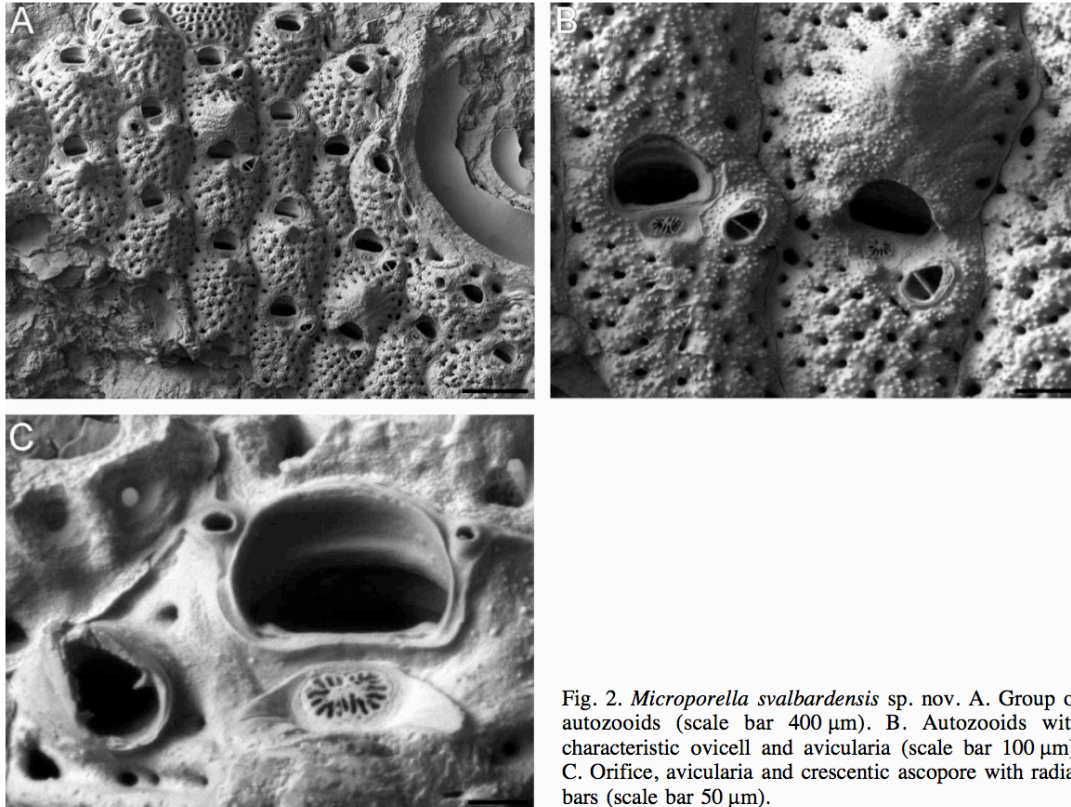 A
B
C
Fig. 2. Microporella svalbardensis sp. nov. A. Group o
autozooids (scale bar 400 μm). B. Autozooids with
characteristic ovicell and avicularia (scale bar 100 μm)
C. Orifice, avicularia and crescentic ascopore with radia
bars (scale bar 50 μm).